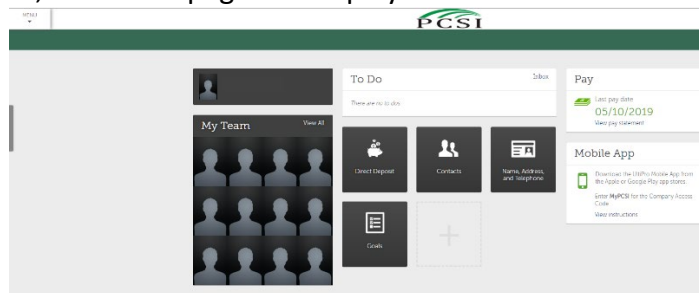 MENU
PCSI
To Do
Inbox
There are no to dos
Pay
Last pay date
05/10/2019
View pay statement
My Team
View All
Direct Deposit
Contacts
Name, Address,
and Telephone
Mobile App
Download the UltiPro Mobile App from
the Apple or Google Play app stores.
Enter MyPCSI for the Company Access
Code
View instructions
Goals